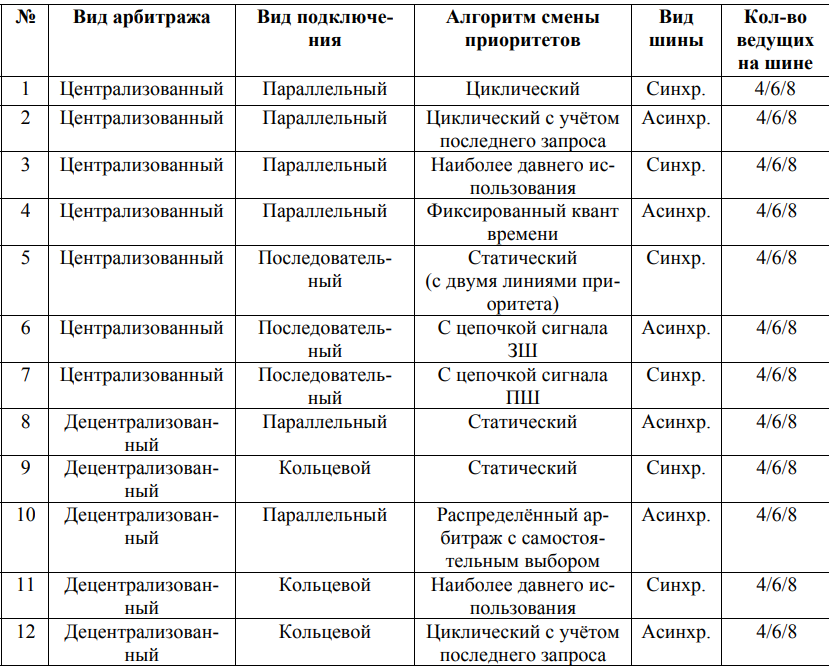 № Вид арбитража Вид подключе- Алгоритм смены Вид Кол-во
ния приоритетов шины ведущих
на шине
1 Централизованный Параллельный Циклический Синхр. 4/6/8
2 Централизованный Параллельный Циклический с учётом Асинхр. 4/6/8
последнего запроса
3 Централизованный Параллельный Наиболее давнего ис- Синхр. 4/6/8
пользования
4 Централизованный Параллельный Фиксированный квант Асинхр. 4/6/8
времени
5 Централизованный Последователь- Статический Синхр. 4/6/8
ный (с двумя линиями при-
оритета)
6 Централизованный Последователь- С цепочкой сигнала Асинхр. 4/6/8
ный ЗШ
7 Централизованный Последователь- С цепочкой сигнала Синхр. 4/6/8
ный ПШ
8 Децентрализован- Параллельный Статический Асинхр. 4/6/8
ный
9 Децентрализован- Кольцевой Статический Синхр. 4/6/8
ный
10 Децентрализован- Параллельный Распределённый ар- Асинхр. 4/6/8
ный битраж с самостоя-
тельным выбором
11 Децентрализован- Кольцевой Наиболее давнего ис- Синхр. 4/6/8
ный пользования
12 Децентрализован- Кольцевой Циклический с учётом Асинхр. 4/6/8
ный последнего запроса